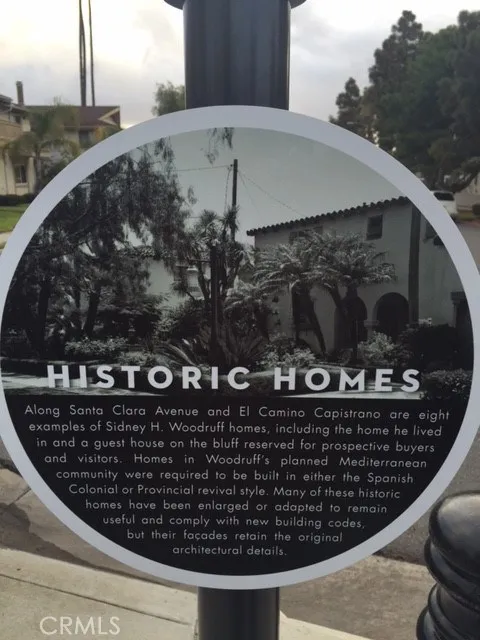 HISTORIC HOMES
Along Santa Clara Avenue and El Camino Capistrano are eight
examples of Sidney H. Woodruff homes, including the home he lived
in and a guest house on the bluff reserved for prospective buyers
and visitors. Homes in Woodruff's planned Mediterranean
community were required to be built in either the Spanish
Colonial or Provincial revival style. Many of these historic
homes have been enlarged or adapted to remain
useful and comply with new building codes,
but their façades retain the original
architectural details.
CRMLS